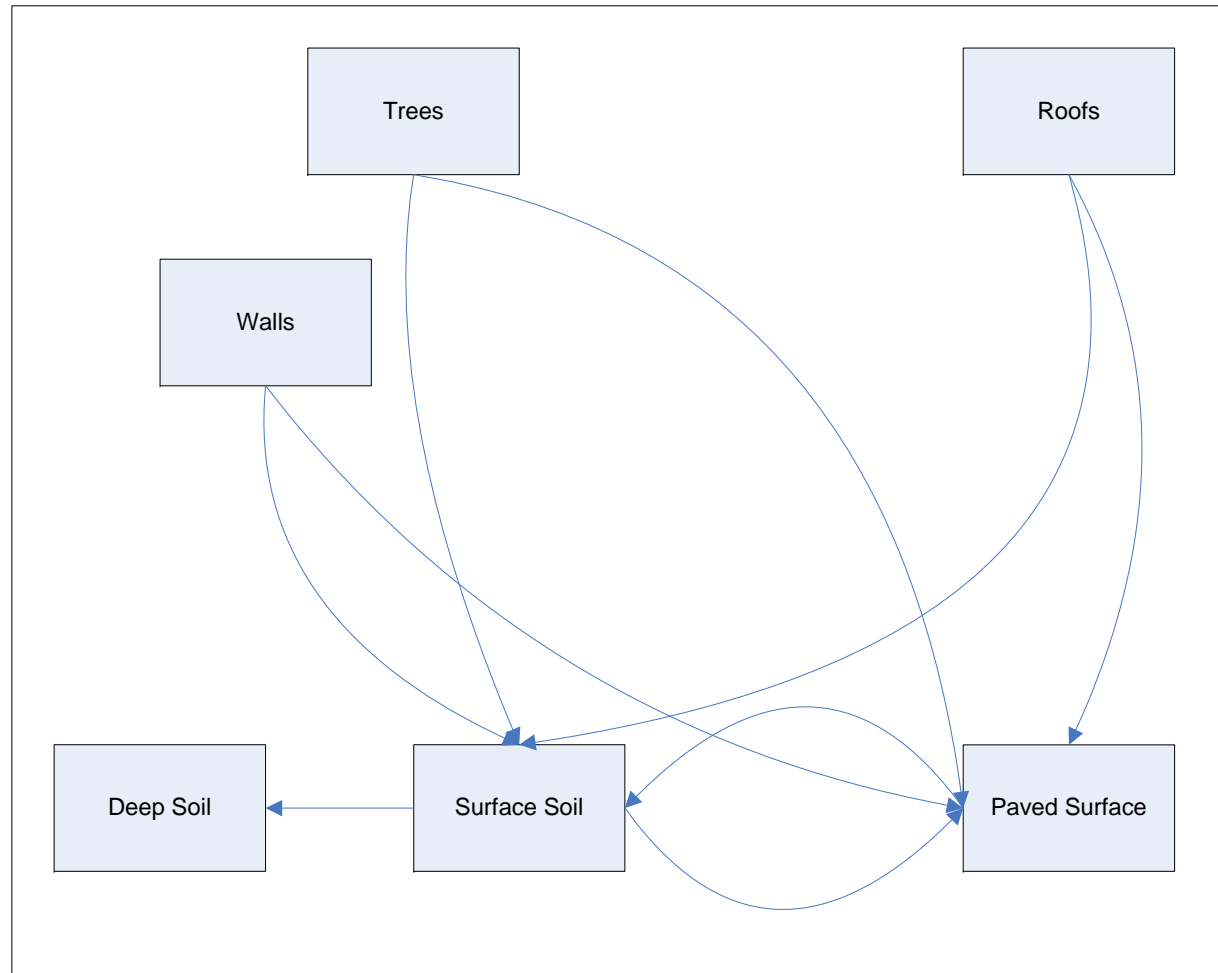 Trees
Roofs
Walls
Deep Soil
Surface Soil
Paved Surface